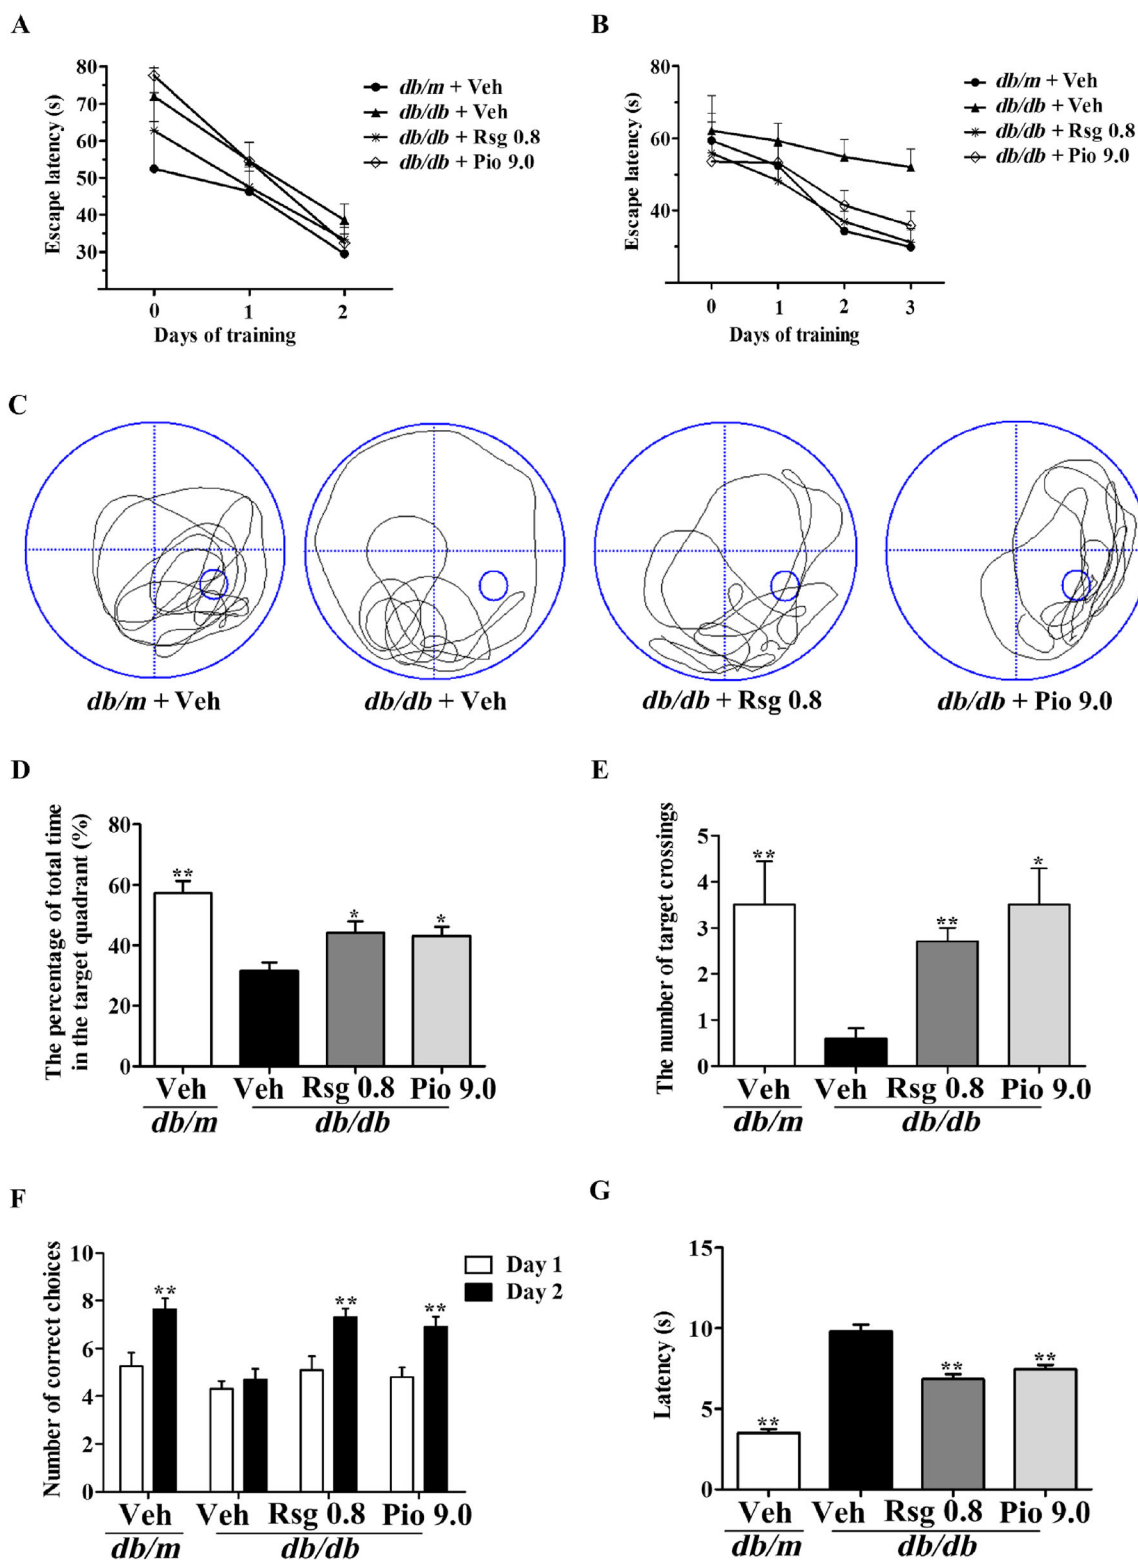 A
Escape latency (s)
80
70
60
50
40
30
0
1
2
Days of training
db/m + Veh
db/db + Veh
db/db + Rsg 0.8
db/db + Pio 9.0
B
Escape latency (s)
80
60
40
0
1
2
3
Days of training
db/m + Veh
db/db + Veh
db/db + Rsg 0.8
db/db + Pio 9.0
C
db/m + Veh
db/db + Veh
db/db + Rsg 0.8
db/db + Pio 9.0
D
The percentage of total time
in the target quadrant (%)
80
60
40
20
0
**
*
*
Veh
Veh
Rsg 0.8
Pio 9.0
db/m
db/db
E
The number of target crossings
5
4
3
2
1
0
**
**
*
Veh
Veh
Rsg 0.8
Pio 9.0
db/m
db/db
F
Number of correct choices
10
8
6
4
2
0
**
**
**
Day 1
Day 2
Veh
Veh
Rsg 0.8
Pio 9.0
db/m
db/db
G
Latency (s)
15
10
5
0
**
**
**
Veh
Veh
Rsg 0.8
Pio 9.0
db/m
db/db